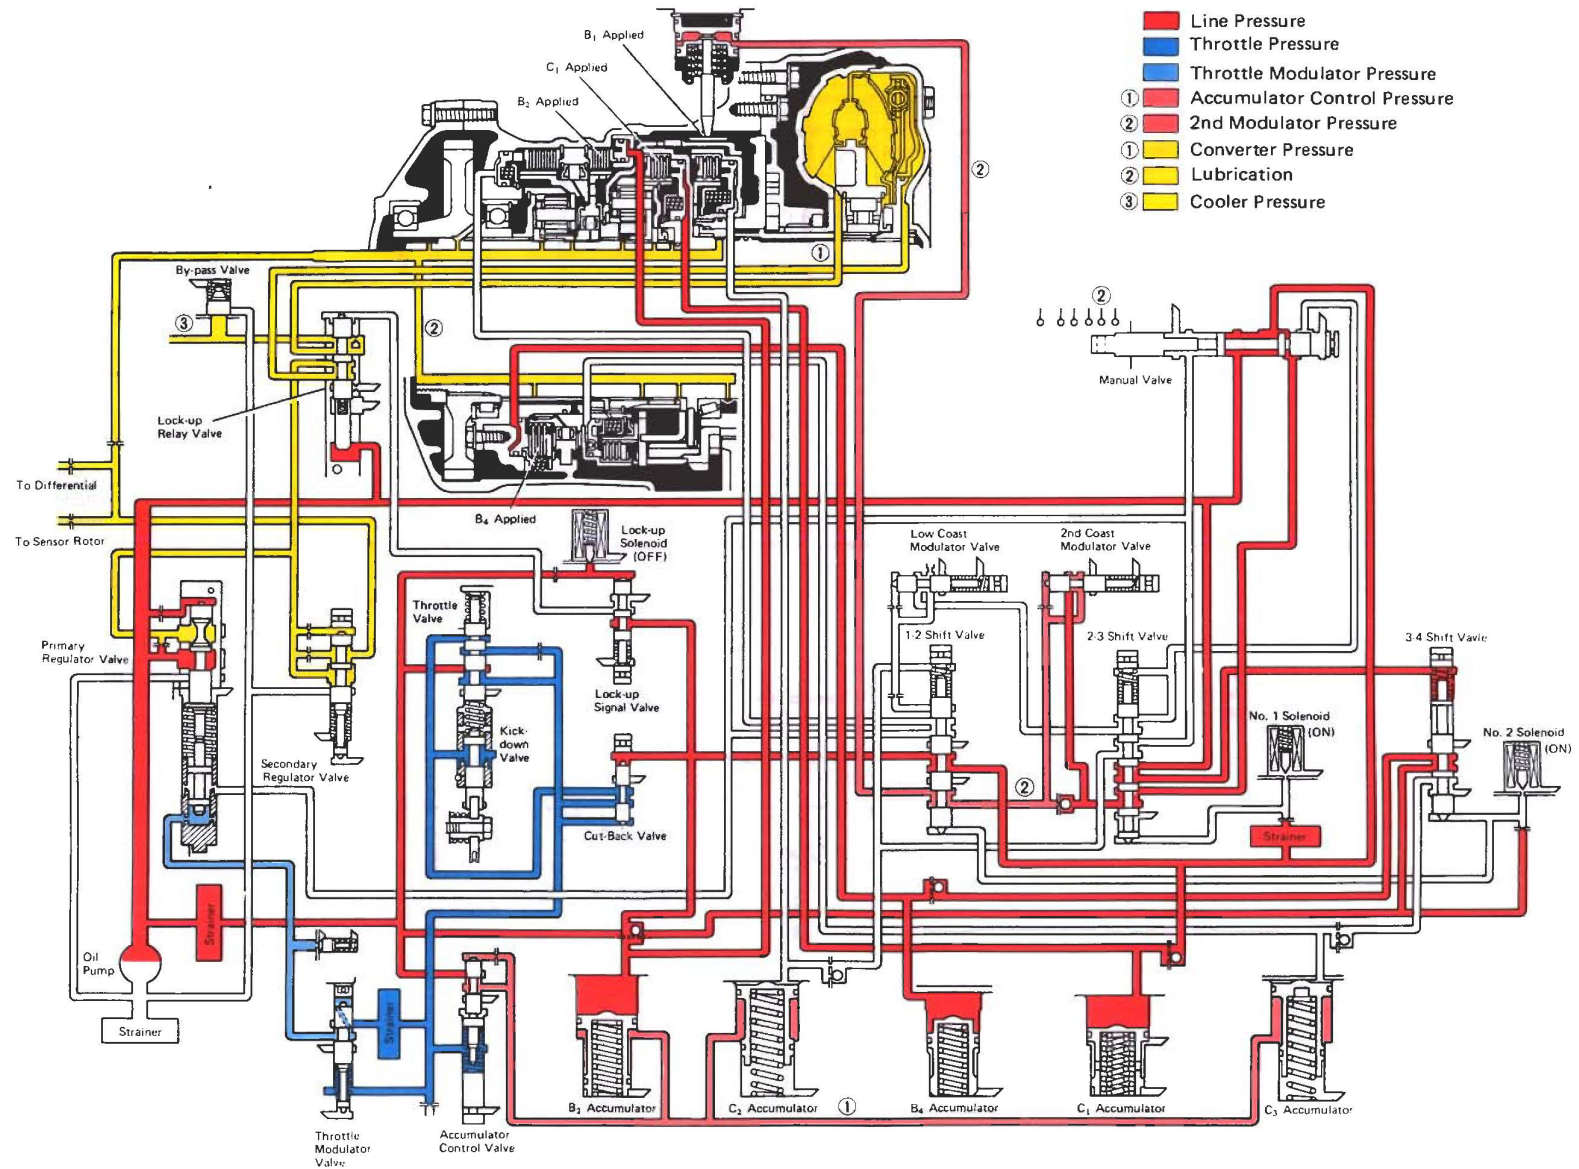 Line Pressure
Throttle Pressure
Throttle Modulator Pressure
① Accumulator Control Pressure
② 2nd Modulator Pressure
① Converter Pressure
② Lubrication
③ Cooler Pressure
B₁ Applied
C₁ Applied
B₂ Applied
②
①
By-pass Valve
③
②
②
Manual Valve
Lock-up
Relay Valve
To Differential
To Sensor Rotor
B₄ Applied
Lock-up
Solenoid
(OFF)
Low Coast
Modulator Valve
2nd Coast
Modulator Valve
Throttle
Valve
1-2 Shift Valve
2-3 Shift Valve
3-4 Shift Valve
Primary
Regulator Valve
Lock-up
Signal Valve
No. 1 Solenoid
(ON)
No. 2 Solenoid
(ON)
Kick-
down
Valve
Secondary
Regulator Valve
②
Cut-Back Valve
Strainer
Strainer
Oil
Pump
Strainer
Strainer
B₂ Accumulator
C₂ Accumulator
①
B₄ Accumulator
C₁ Accumulator
C₃ Accumulator
Throttle
Modulator
Valve
Accumulator
Control Valve